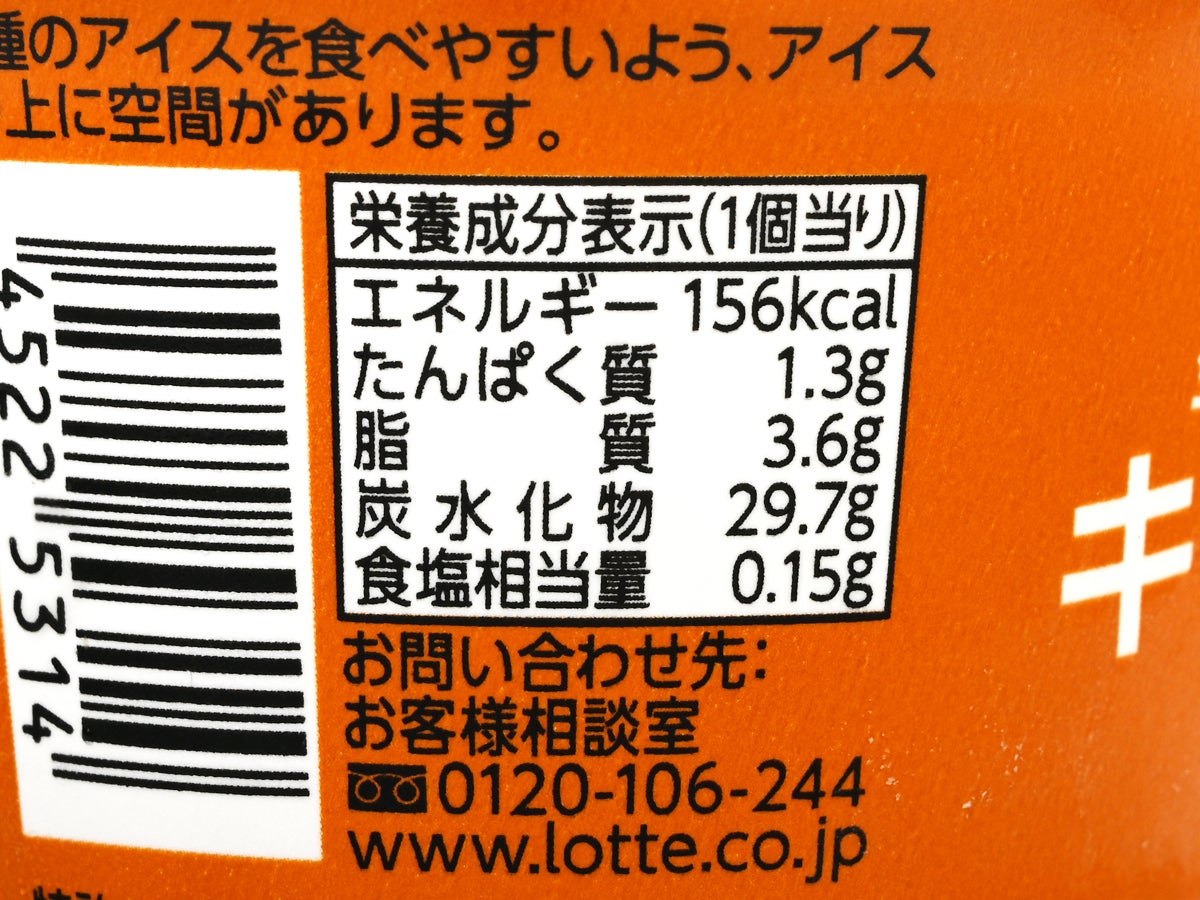 種のアイスを食べやすいよう、アイス
上に空間があります。
栄養成分表示(1個当り)
エネルギー 156kcal
たんぱく質 1.3g
脂質 3.6g
炭水化物 29.7g
食塩相当量 0.15g
お問い合わせ先:
お客様相談室
0120-106-244
www.lotte.co.jp
4522 5314
キ